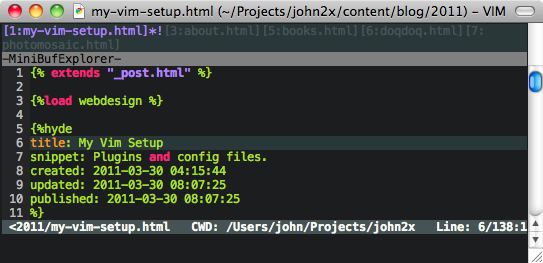 my-vim-setup.html (~/Projects/john2x/content/blog/2011) – VIM
[1:my-vim-setup.html]*![3:about.html][5:books.html][6:doqdoq.html][7:
photomosaic.html]
-MiniBufExplorer-
1 {% extends "_post.html" %}
2
3 {%load webdesign %}
4
5 {%hyde
6 title: My Vim Setup
7 snippet: Plugins and config files.
8 created: 2011-03-30 04:15:44
9 updated: 2011-03-30 08:07:25
10 published: 2011-03-30 08:07:25
11 %}
<2011/my-vim-setup.html CWD: /Users/john/Projects/john2x Line: 6/138:1